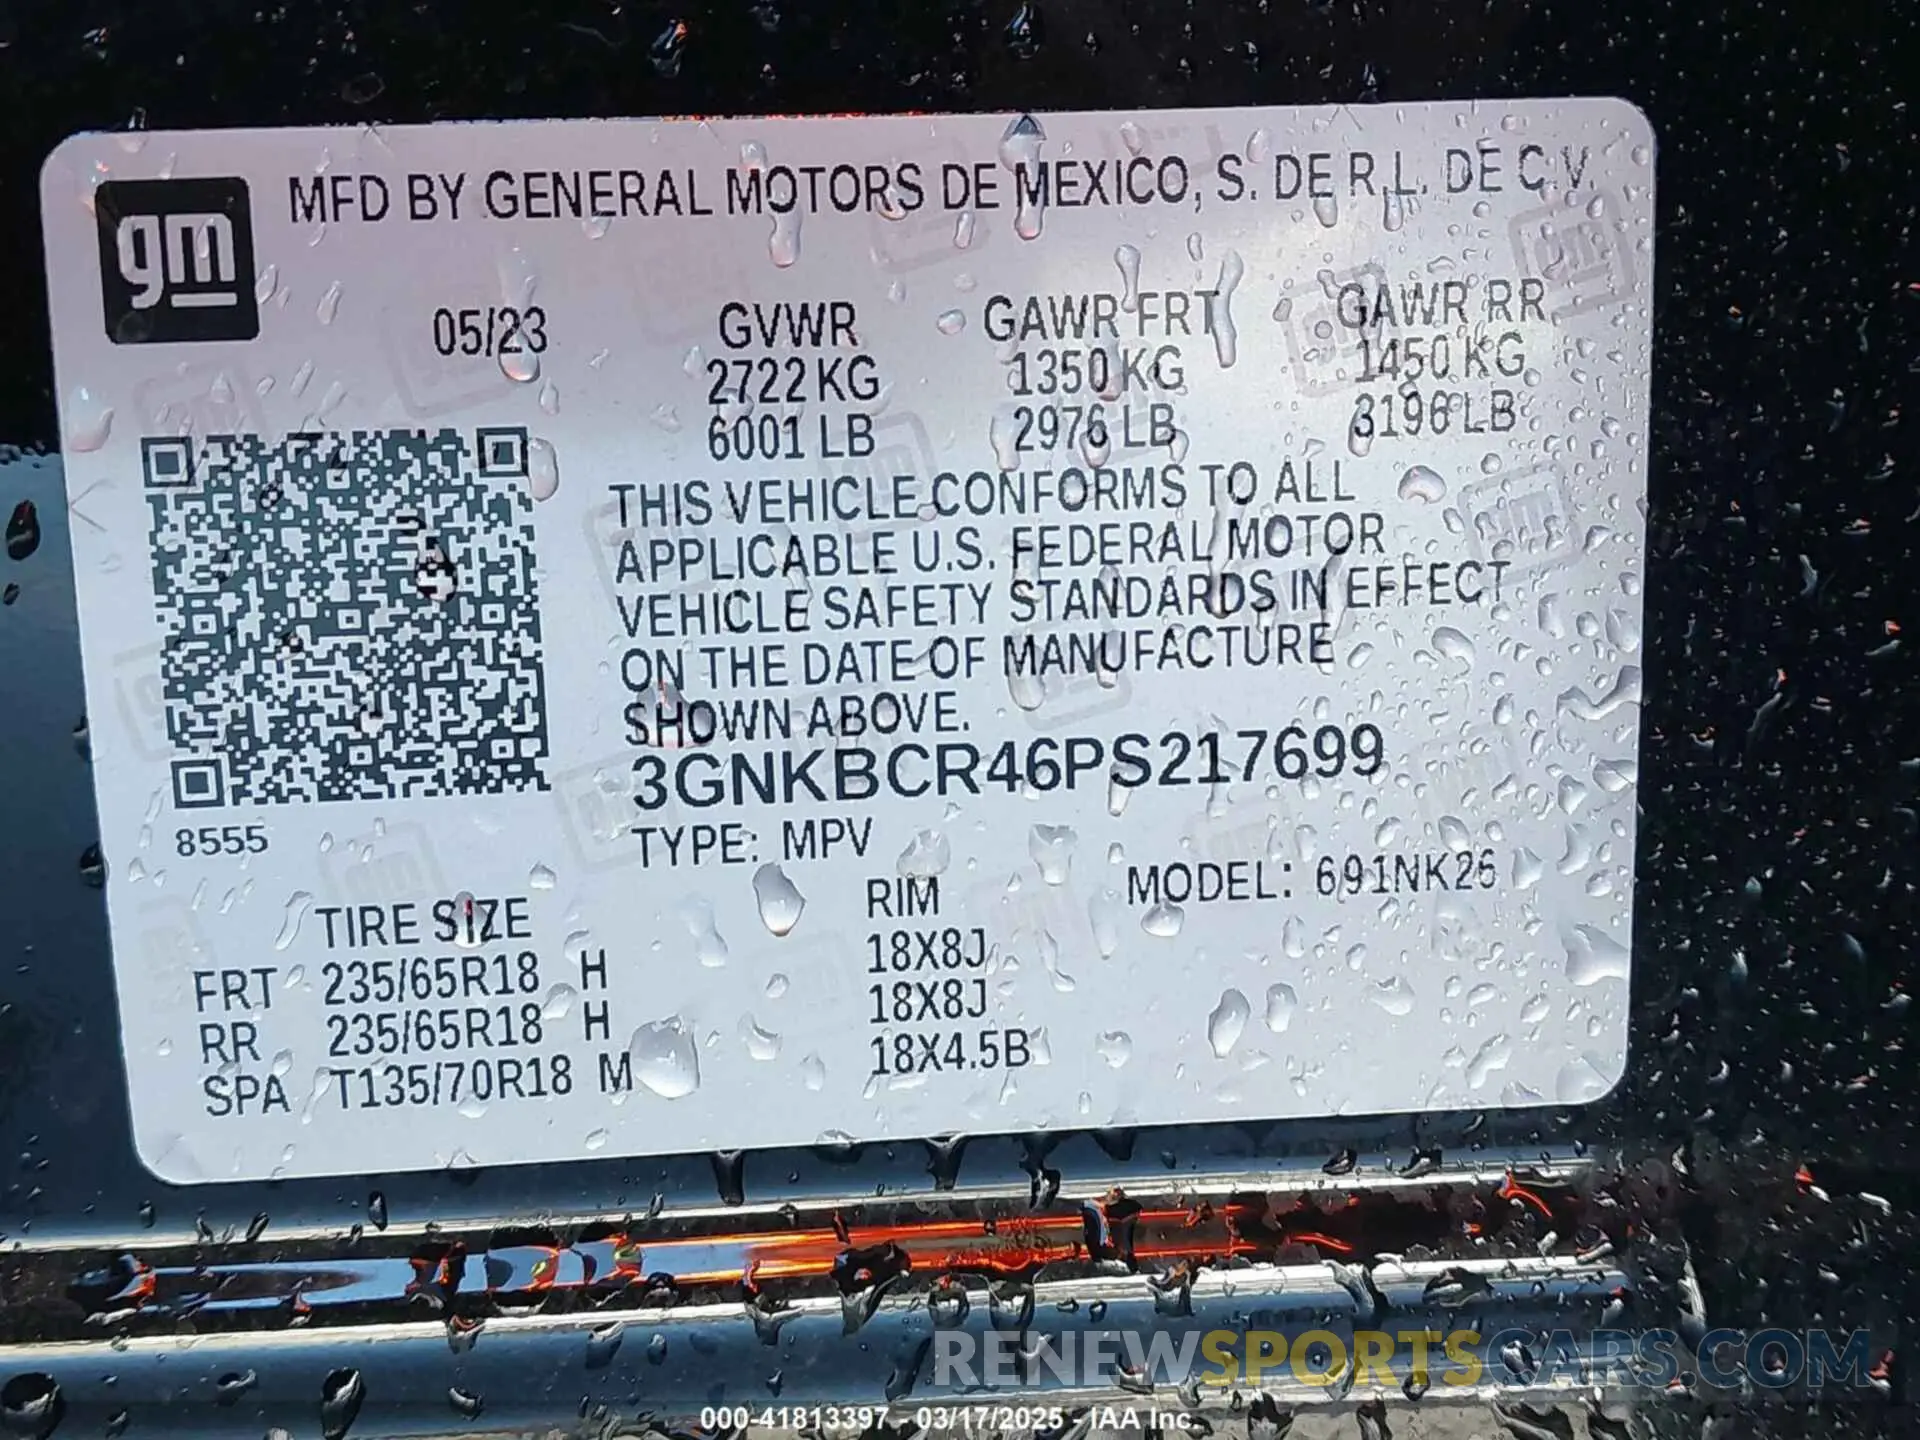 MFD BY GENERAL MOTORS DE MEXICO, S. DE R.L. DE C.V.
gm
05/23 GVWR GAWR FRT GAWR RR
2722 KG 1350 KG 1450 KG
6001 LB 2976 LB 3196 LB
THIS VEHICLE CONFORMS TO ALL
APPLICABLE U.S. FEDERAL MOTOR
VEHICLE SAFETY STANDARDS IN EFFECT
ON THE DATE OF MANUFACTURE
SHOWN ABOVE.
3GNKBCR46PS217699
8555
TYPE: MPV
MODEL: 691NK26
TIRE SIZE RIM
FRT 235/65R18 H 18X8J
RR 235/65R18 H 18X8J
SPA T135/70R18 M 18X4.5B
RENEWSPORTSCARS.COM
000-41813397 - 03/17/2025 - IAA Inc.